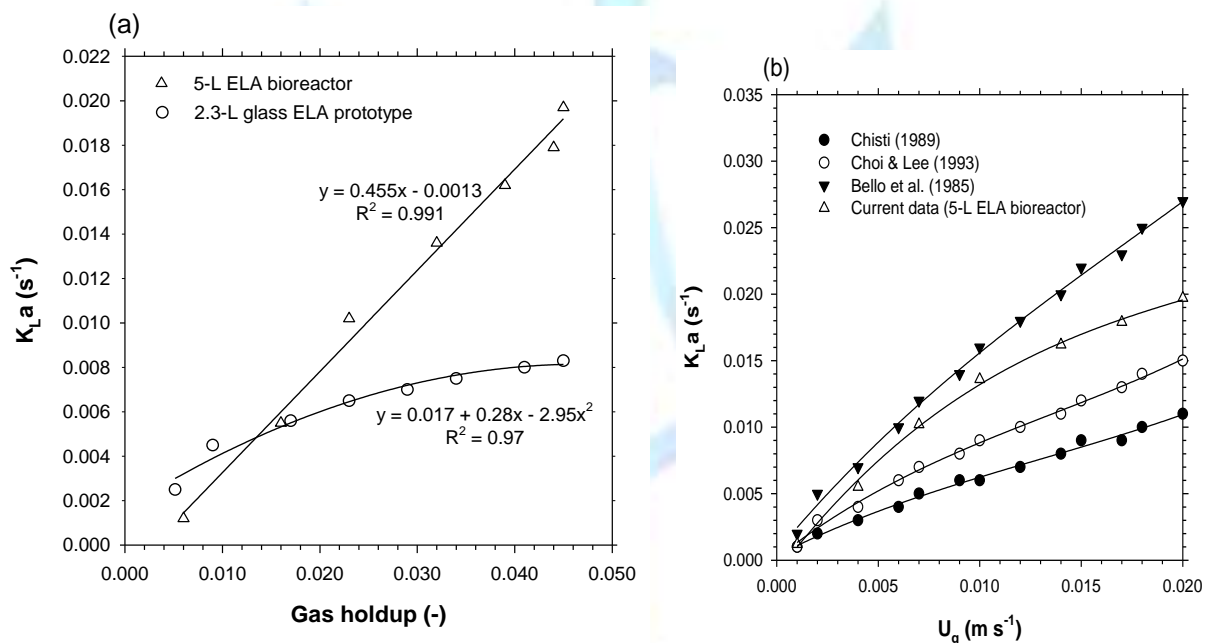 (a)
0.022
0.020
0.018
0.016
0.014
0.012
0.010
0.008
0.006
0.004
0.002
0.000
K_L a (s⁻¹)
5-L ELA bioreactor
2.3-L glass ELA prototype
y = 0.455x - 0.0013
R² = 0.991
y = 0.017 + 0.28x - 2.95x²
R² = 0.97
0.000 0.010 0.020 0.030 0.040 0.050
Gas holdup (-)
(b)
0.035
0.030
0.025
0.020
0.015
0.010
0.005
0.000
K_L a (s⁻¹)
Chisti (1989)
Choi & Lee (1993)
Bello et al. (1985)
Current data (5-L ELA bioreactor)
0.000 0.005 0.010 0.015 0.020
U_g (m s⁻¹)